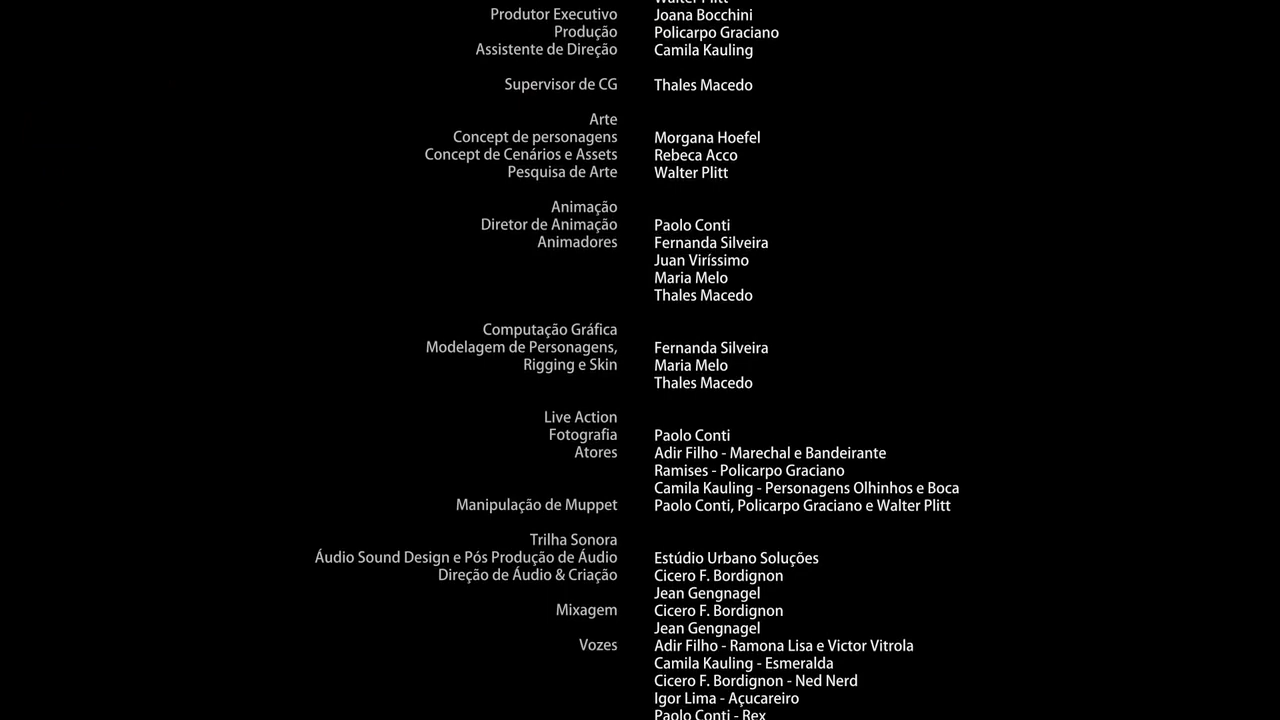 Walter Plitt
Produtor Executivo Joana Bocchini
Produção Policarpo Graciano
Assistente de Direção Camila Kauling
Supervisor de CG Thales Macedo
Arte
Concept de personagens Morgana Hoefel
Concept de Cenários e Assets Rebeca Acco
Pesquisa de Arte Walter Plitt
Animação
Diretor de Animação Paolo Conti
Animadores Fernanda Silveira
Juan Viríssimo
Maria Melo
Thales Macedo
Computação Gráfica
Modelagem de Personagens, Fernanda Silveira
Rigging e Skin Maria Melo
Thales Macedo
Live Action
Fotografia Paolo Conti
Atores Adir Filho - Marechal e Bandeirante
Ramises - Policarpo Graciano
Camila Kauling - Personagens Olhinhos e Boca
Manipulação de Muppet Paolo Conti, Policarpo Graciano e Walter Plitt
Trilha Sonora
Áudio Sound Design e Pós Produção de Áudio Estúdio Urbano Soluções
Direção de Áudio & Criação Cicero F. Bordignon
Jean Gengnagel
Mixagem Cicero F. Bordignon
Jean Gengnagel
Vozes Adir Filho - Ramona Lisa e Victor Vitrola
Camila Kauling - Esmeralda
Cicero F. Bordignon - Ned Nerd
Igor Lima - Açucareiro
Paolo Conti - Rex